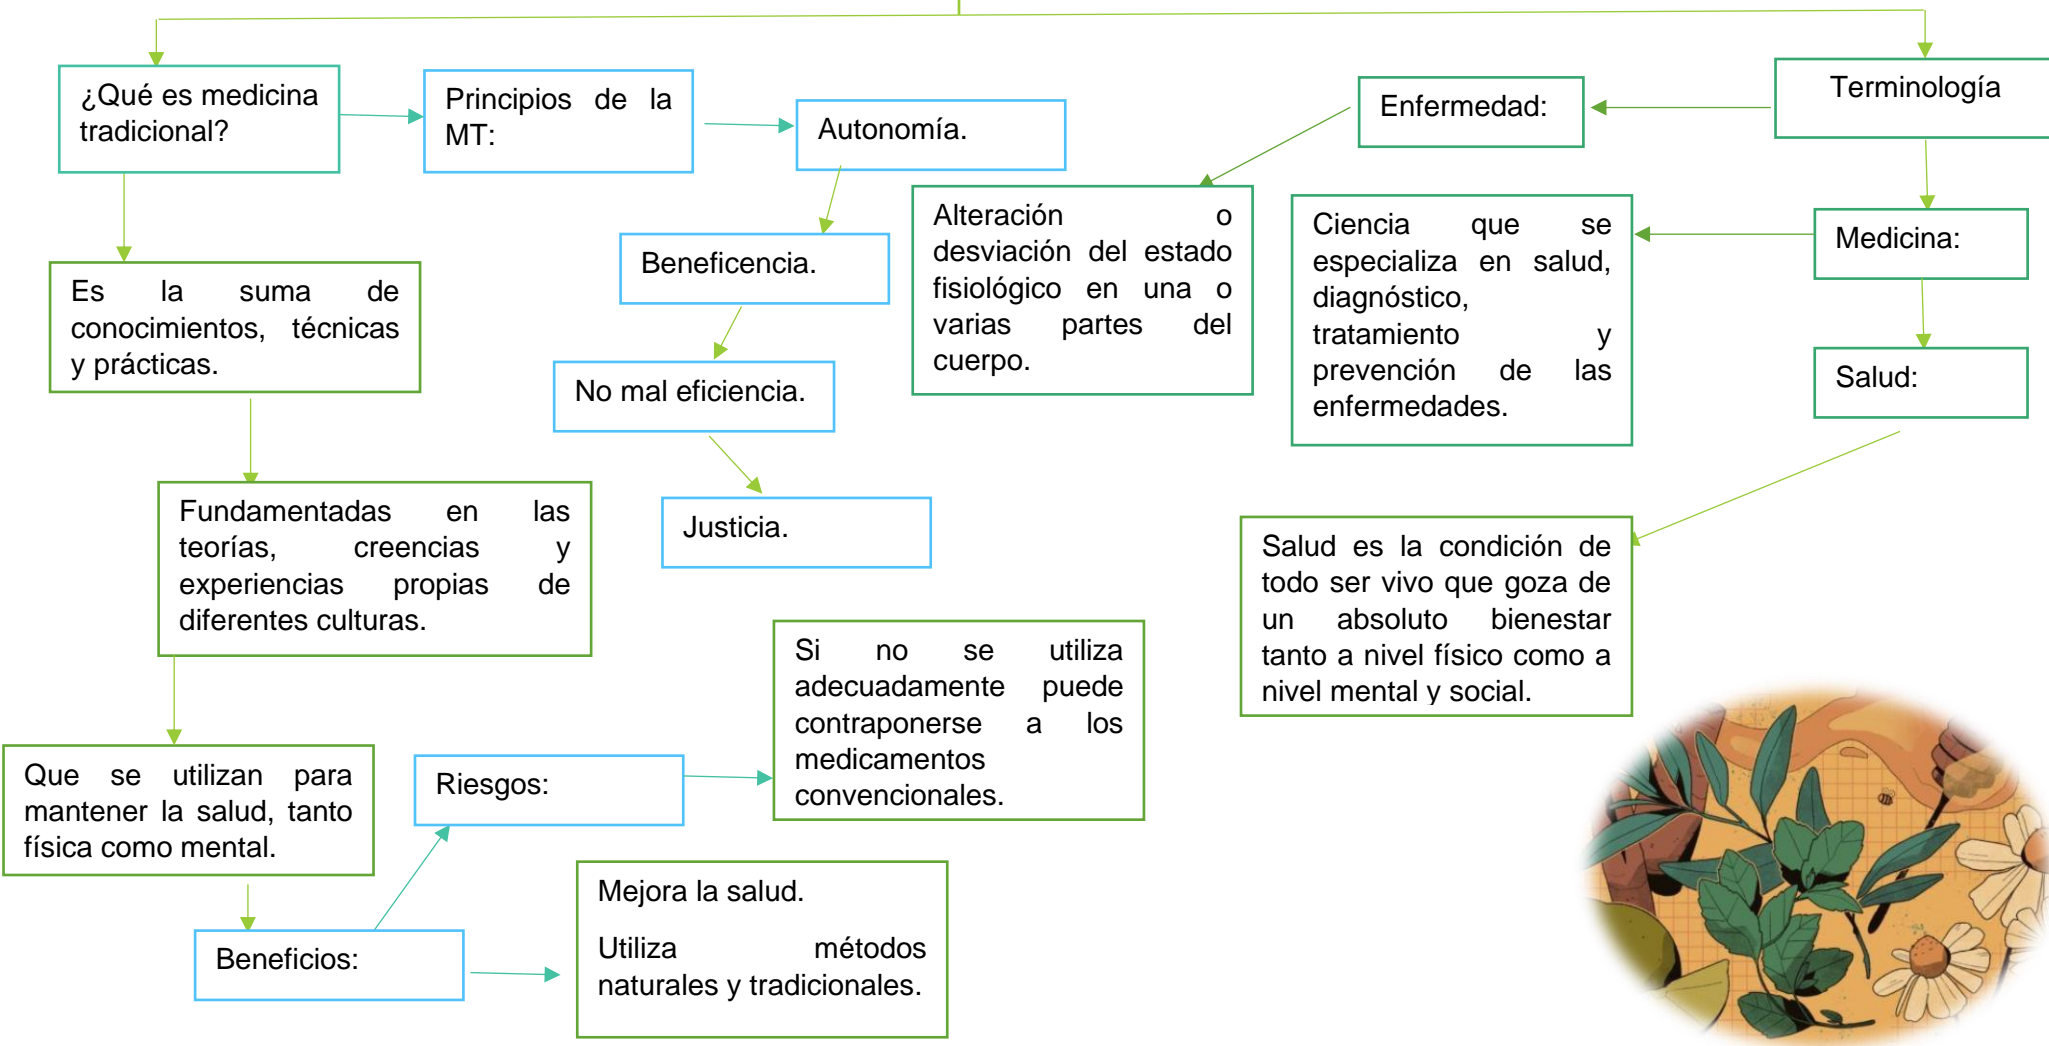 ¿Qué es medicina
tradicional?
Principios de la
MT:
Autonomía.
Beneficencia.
No mal eficiencia.
Justicia.
Es la suma de
conocimientos, técnicas
y prácticas.
Fundamentadas en las
teorías, creencias y
experiencias propias de
diferentes culturas.
Que se utilizan para
mantener la salud, tanto
física como mental.
Beneficios:
Riesgos:
Si no se utiliza
adecuadamente puede
contraponerse a los
medicamentos
convencionales.
Mejora la salud.
Utiliza métodos
naturales y tradicionales.
Terminología
Enfermedad:
Alteración o
desviación del estado
fisiológico en una o
varias partes del
cuerpo.
Medicina:
Ciencia que se
especializa en salud,
diagnóstico,
tratamiento y
prevención de las
enfermedades.
Salud:
Salud es la condición de
todo ser vivo que goza de
un absoluto bienestar
tanto a nivel físico como a
nivel mental y social.